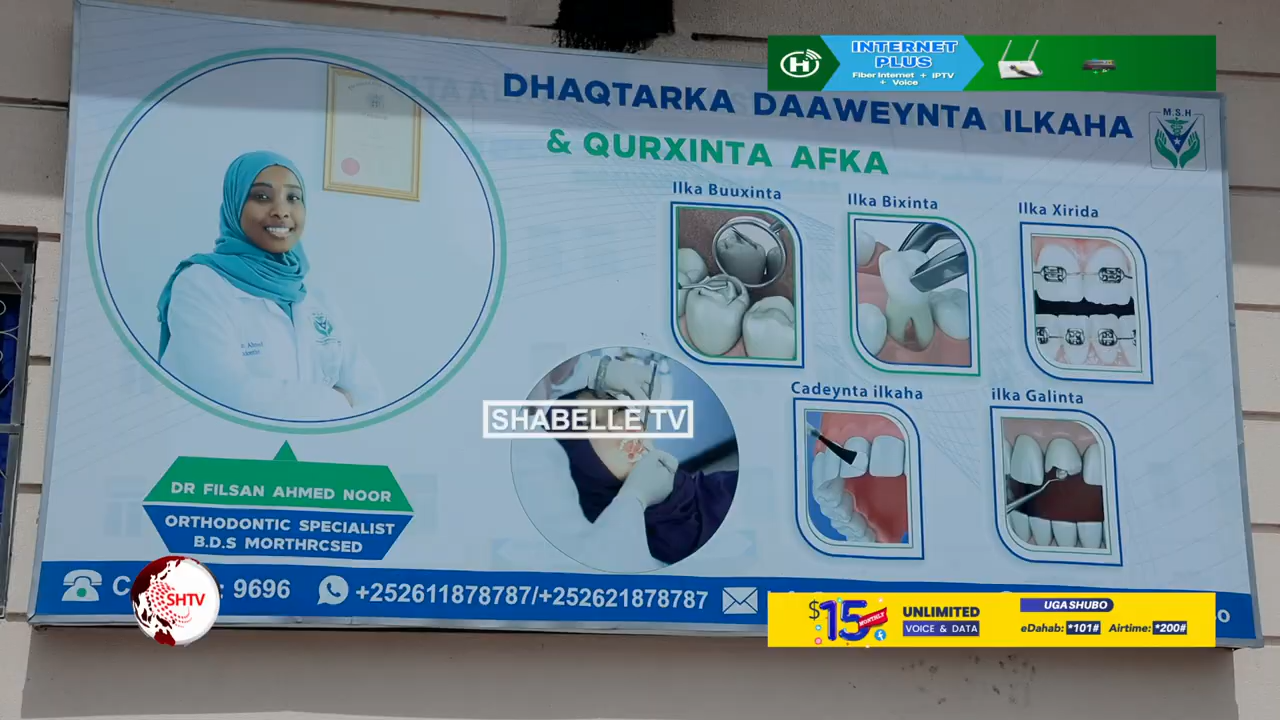 INTERNET
PLUS
Fiber Internet + IPTV
+ Voice
DHAQTARKA DAAWEYNTA ILKAHA
& QURXINTA AFKA
M.S.H
Ilka Buuxinta
Ilka Bixinta
Ilka Xirida
Cadeynta ilkaha
ilka Galinta
SHABELLE TV
DR FILSAN AHMED NOOR
ORTHODONTIC SPECIALIST
B.D.S MORTHRCSED
: 9696
+252611878787/+252621878787
SHTV
$15 MONTHLY
UNLIMITED
VOICE & DATA
UGA SHUBO
eDahab: *101# Airtime: *200#